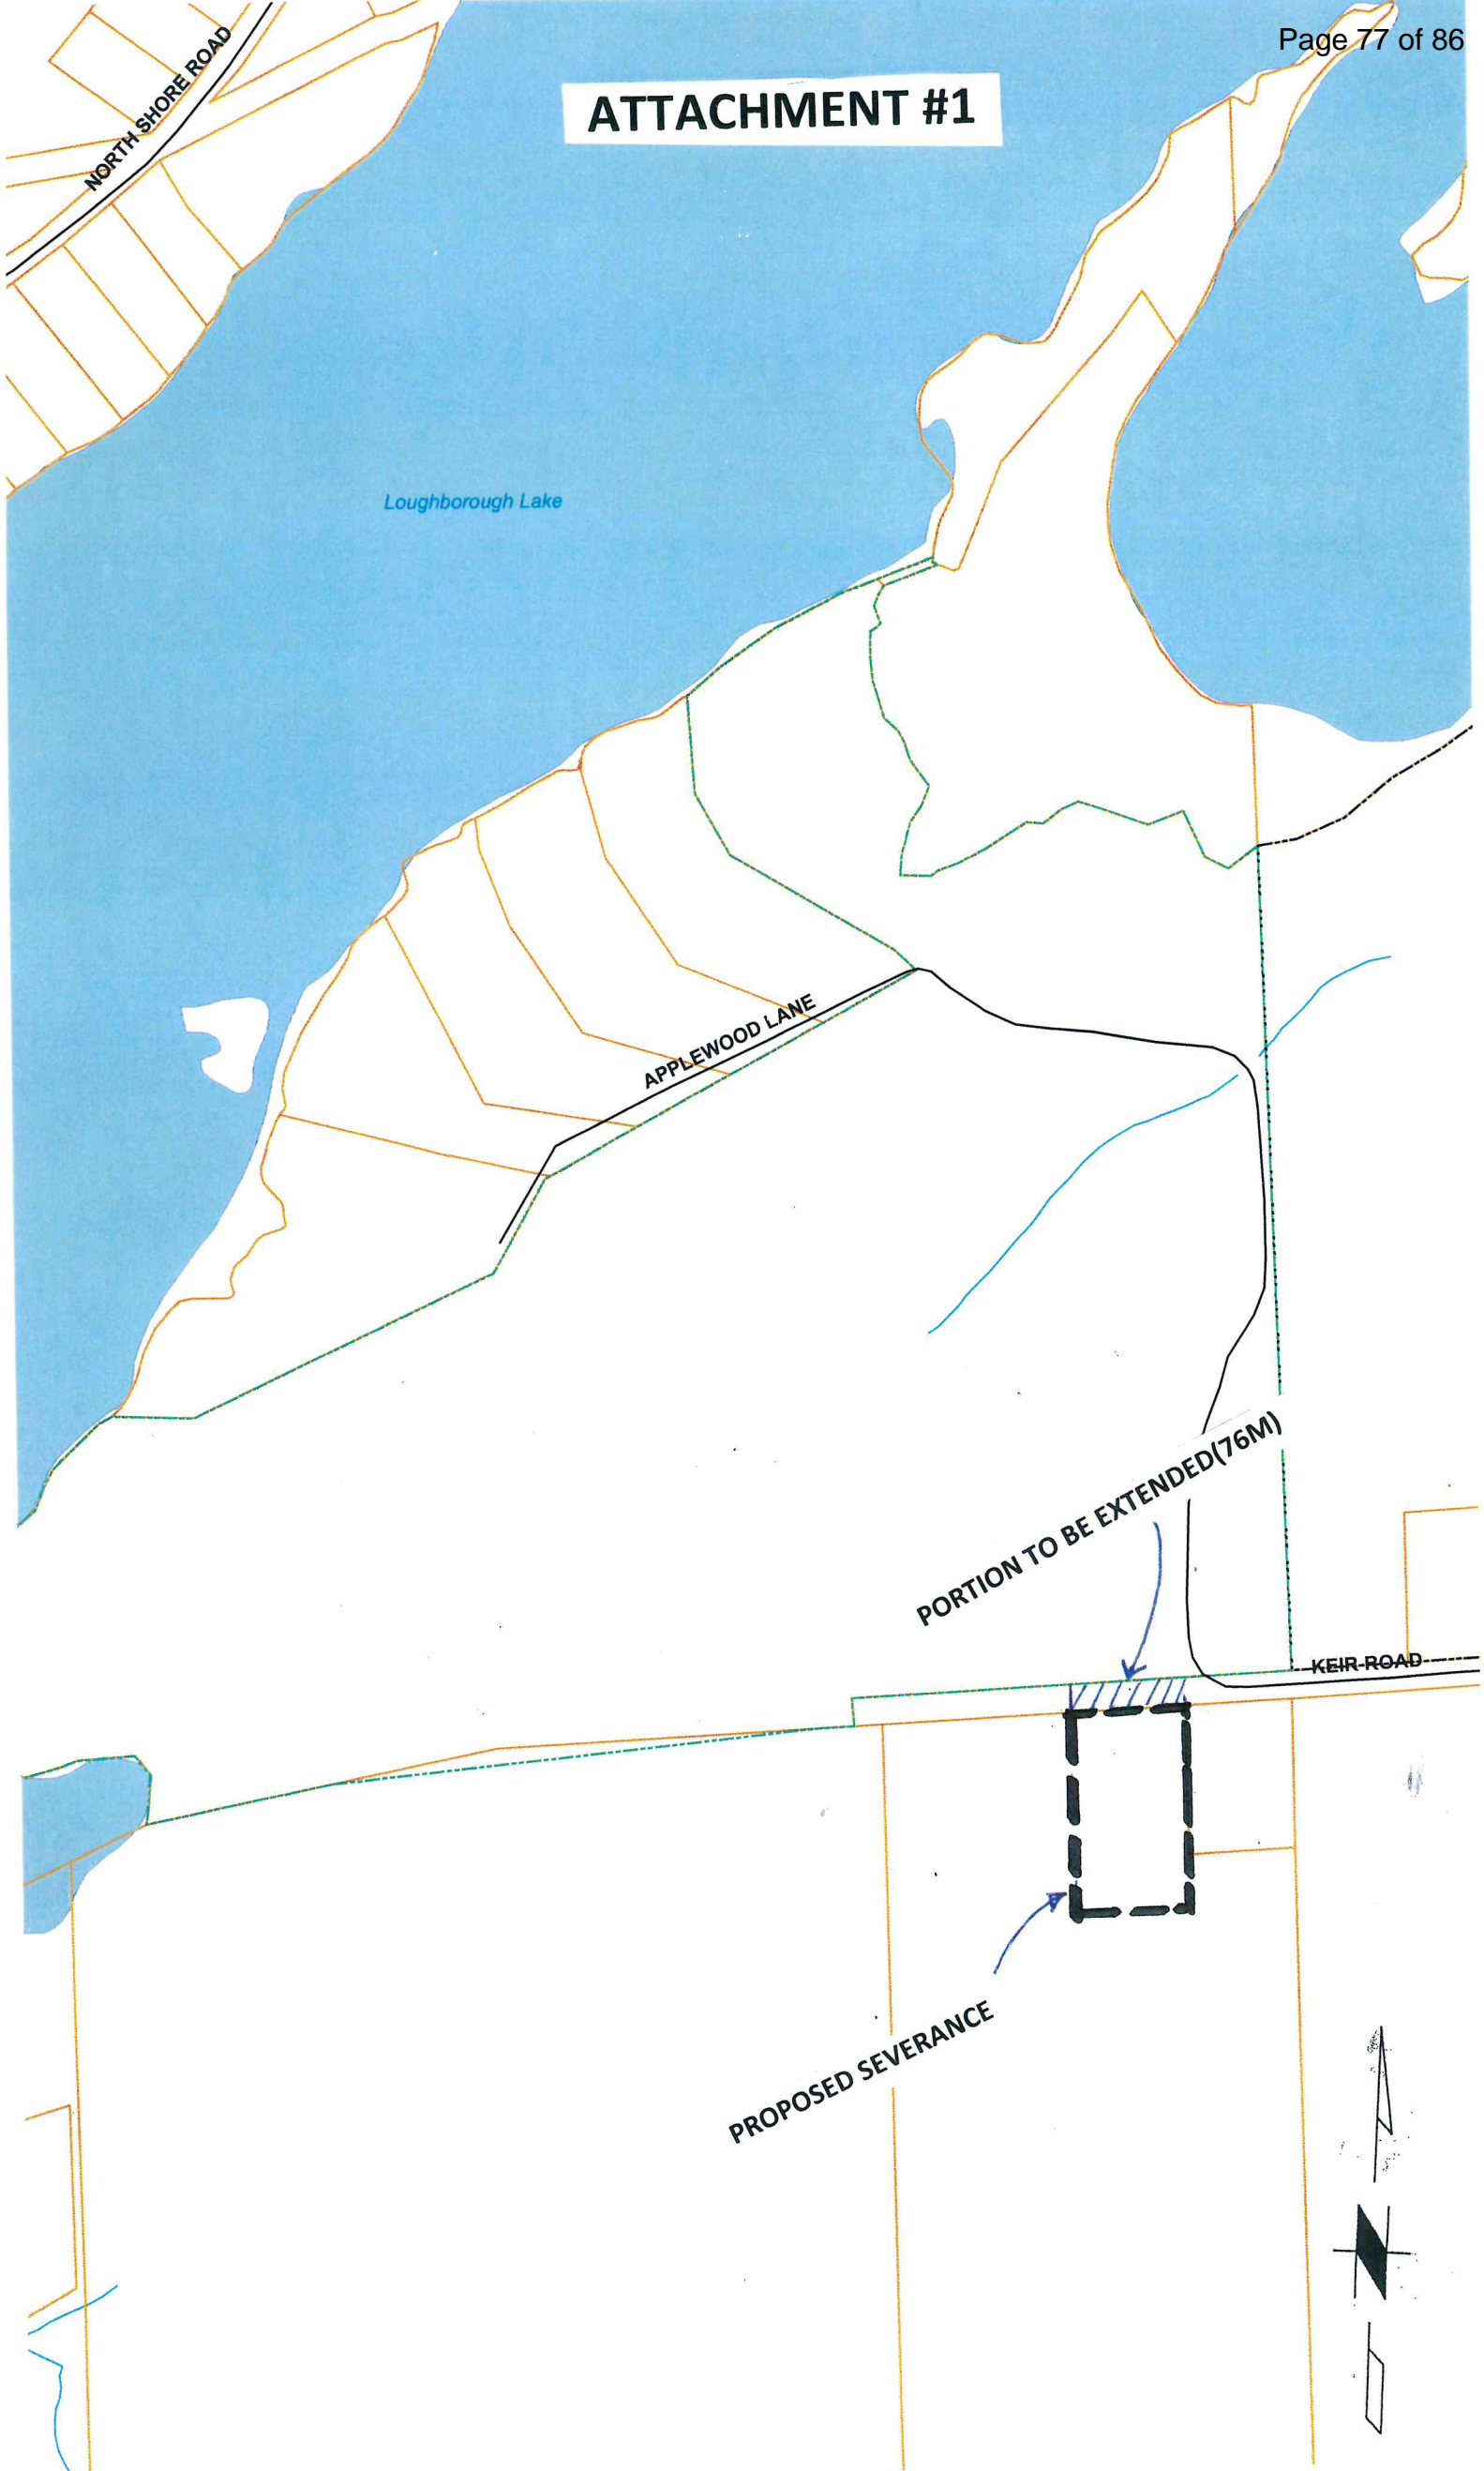 Page 77 of 86
ATTACHMENT #1
NORTH SHORE ROAD
Loughborough Lake
APPLEWOOD LANE
PORTION TO BE EXTENDED(76M)
KEIR ROAD
PROPOSED SEVERANCE
N